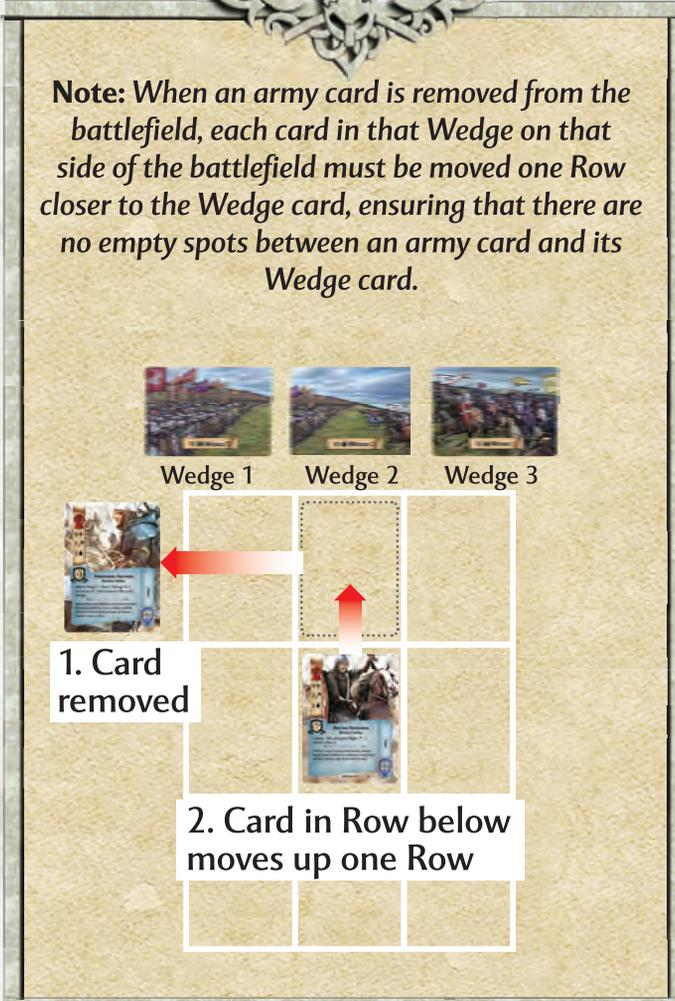 Note: When an army card is removed from the
battlefield, each card in that Wedge on that
side of the battlefield must be moved one Row
closer to the Wedge card, ensuring that there are
no empty spots between an army card and its
Wedge card.
Wedge 1 Wedge 2 Wedge 3
1. Card
removed
2. Card in Row below
moves up one Row